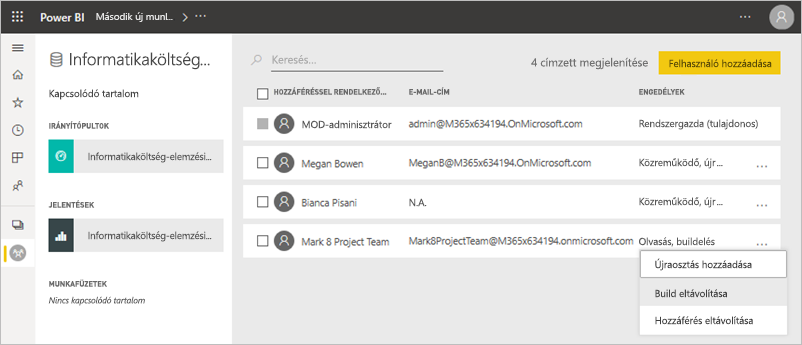 Power BI Második új munl... > ...
Informatikaköltség...
Kapcsolódó tartalom
IRÁNYÍTÓPULTOK
Informatikaköltség-elemzési...
JELENTÉSEK
Informatikaköltség-elemzési...
MUNKAFÜZETEK
Nincs kapcsolódó tartalom
Keresés...
4 címzett megjelenítése
Felhasználó hozzáadása
HOZZÁFÉRÉSSEL RENDELKEZŐ... E-MAIL-CÍM ENGEDÉLYEK
MOD-adminisztrátor admin@M365x634194.OnMicrosoft.com Rendszergazda (tulajdonos)
Megan Bowen MeganB@M365x634194.OnMicrosoft.com Közreműködő, újr... ...
Bianca Pisani N.A. Közreműködő, újr... ...
Mark 8 Project Team Mark8ProjectTeam@M365x634194.onmicrosoft.com Olvasás, buildelés ...
Újraosztás hozzáadása
Build eltávolítása
Hozzáférés eltávolítása